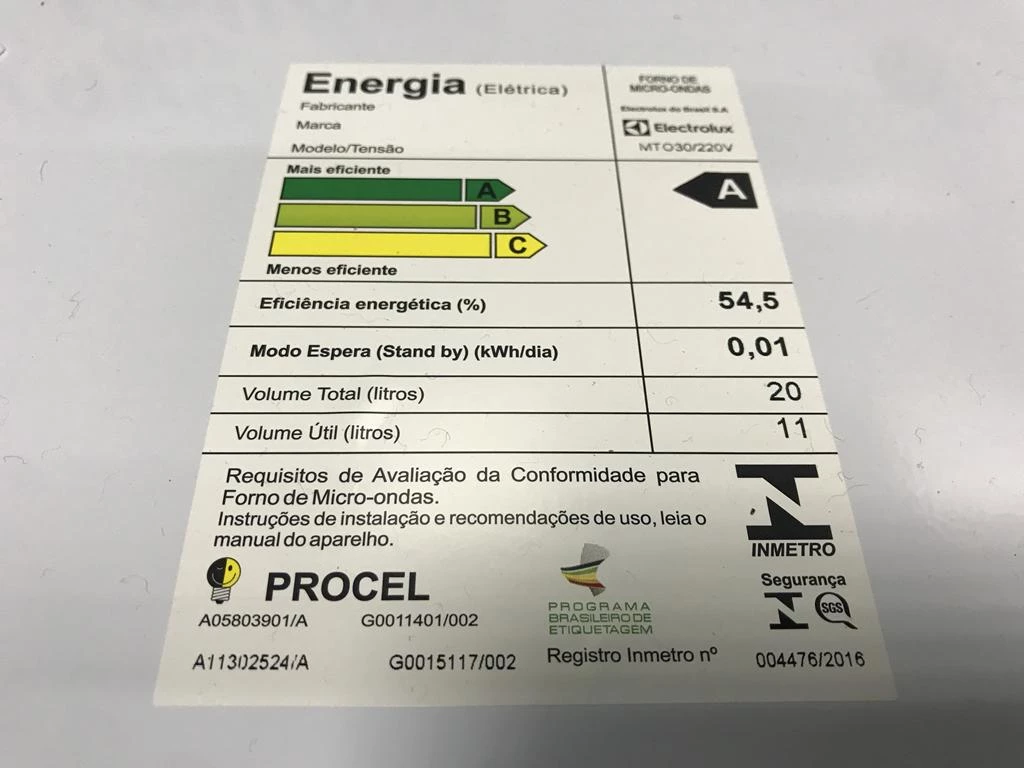 Energia (Elétrica)
FORNO DE
MICRO-ONDAS
Fabricante
Electrolux do Brasil S.A
Marca
Electrolux
Modelo/Tensão
MTO30/220V
Mais eficiente
A
A
B
C
Menos eficiente
Eficiência energética (%) 54,5
Modo Espera (Stand by) (kWh/dia) 0,01
Volume Total (litros) 20
Volume Útil (litros) 11
Requisitos de Avaliação da Conformidade para
Forno de Micro-ondas.
Instruções de instalação e recomendações de uso, leia o
manual do aparelho.
INMETRO
PROCEL
PROGRAMA
BRASILEIRO DE
ETIQUETAGEM
Segurança
SGS
A05803901/A G0011401/002
A11302524/A G0015117/002 Registro Inmetro nº 004476/2016